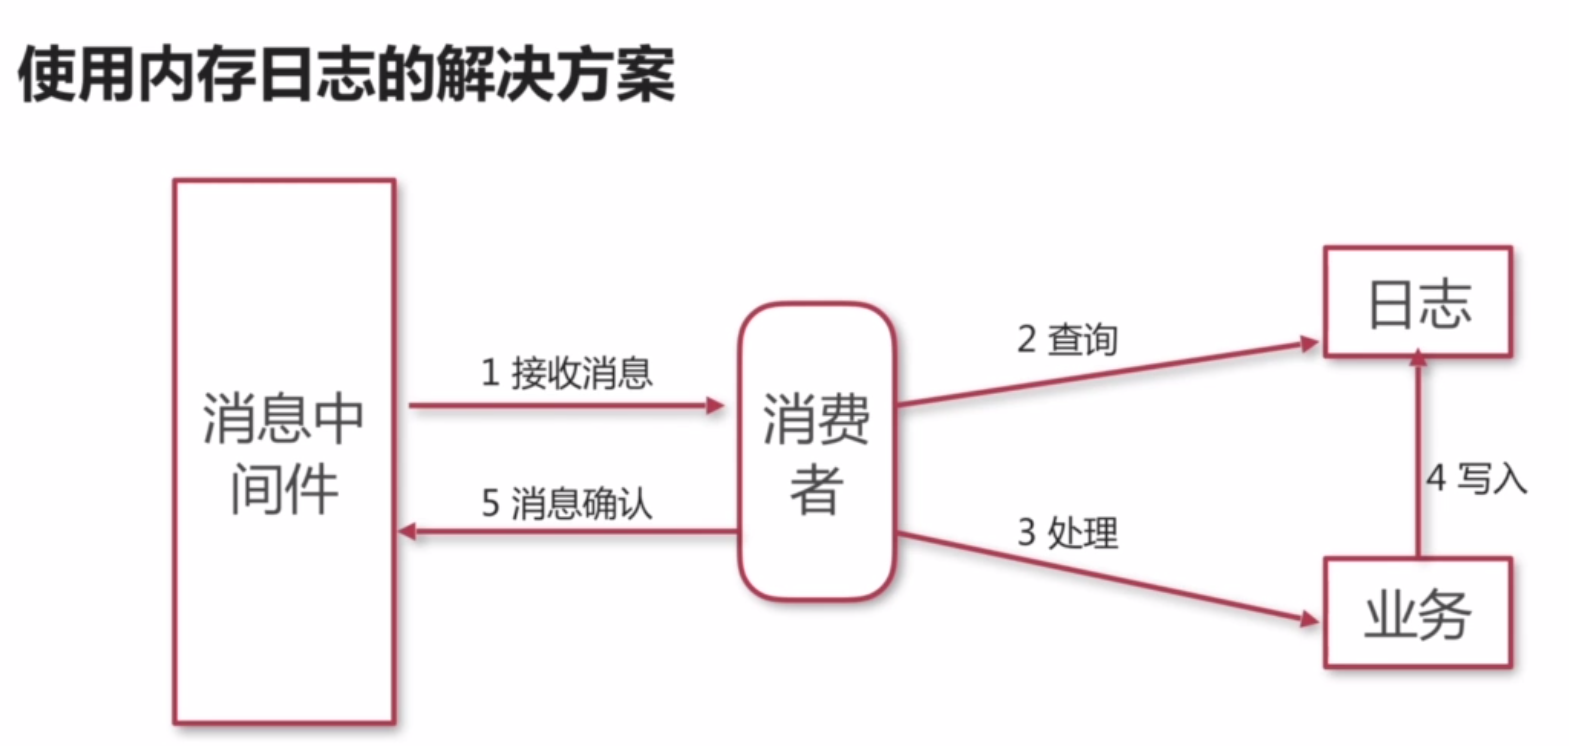 使用内存日志的解决方案
消息中
间件
1 接收消息
5 消息确认
消费
者
2 查询
3 处理
日志
4 写入
业务